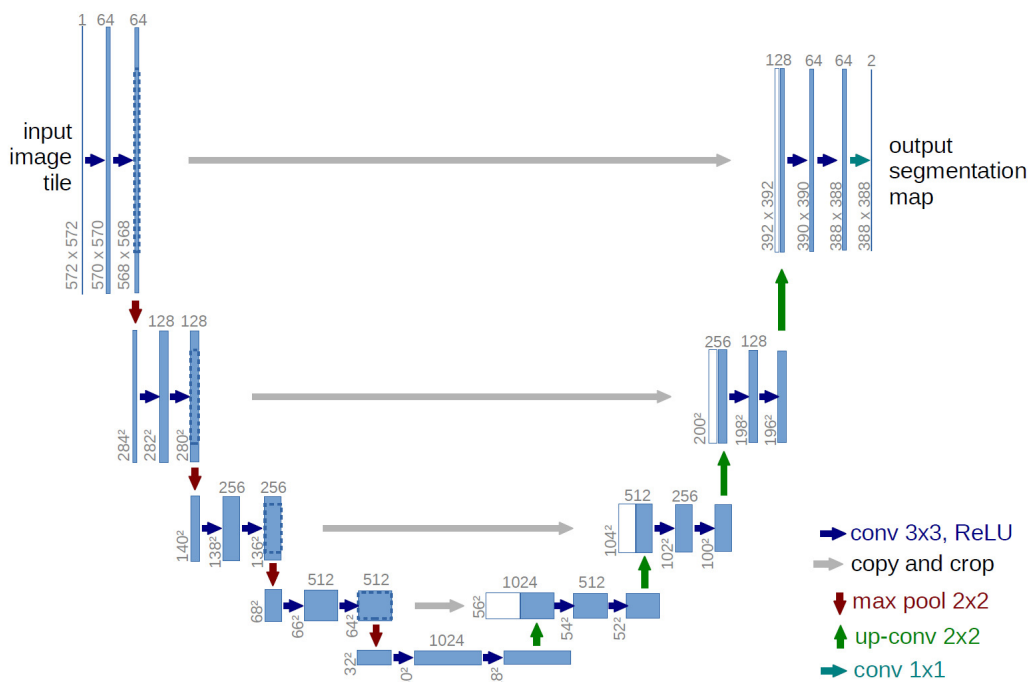 1 64 64
input
image
tile
572 x 572
570 x 570
568 x 568
128 64 64 2
392 x 392
390 x 390
388 x 388
388 x 388
output
segmentation
map
128 128
284²
282²
280²
256 128
200²
198²
196²
256 256
140²
138²
136²
512 256
104²
102²
100²
512 512
68²
66²
64²
1024 512
56²
54²
52²
1024
32²
0²
8²
conv 3x3, ReLU
copy and crop
max pool 2x2
up-conv 2x2
conv 1x1